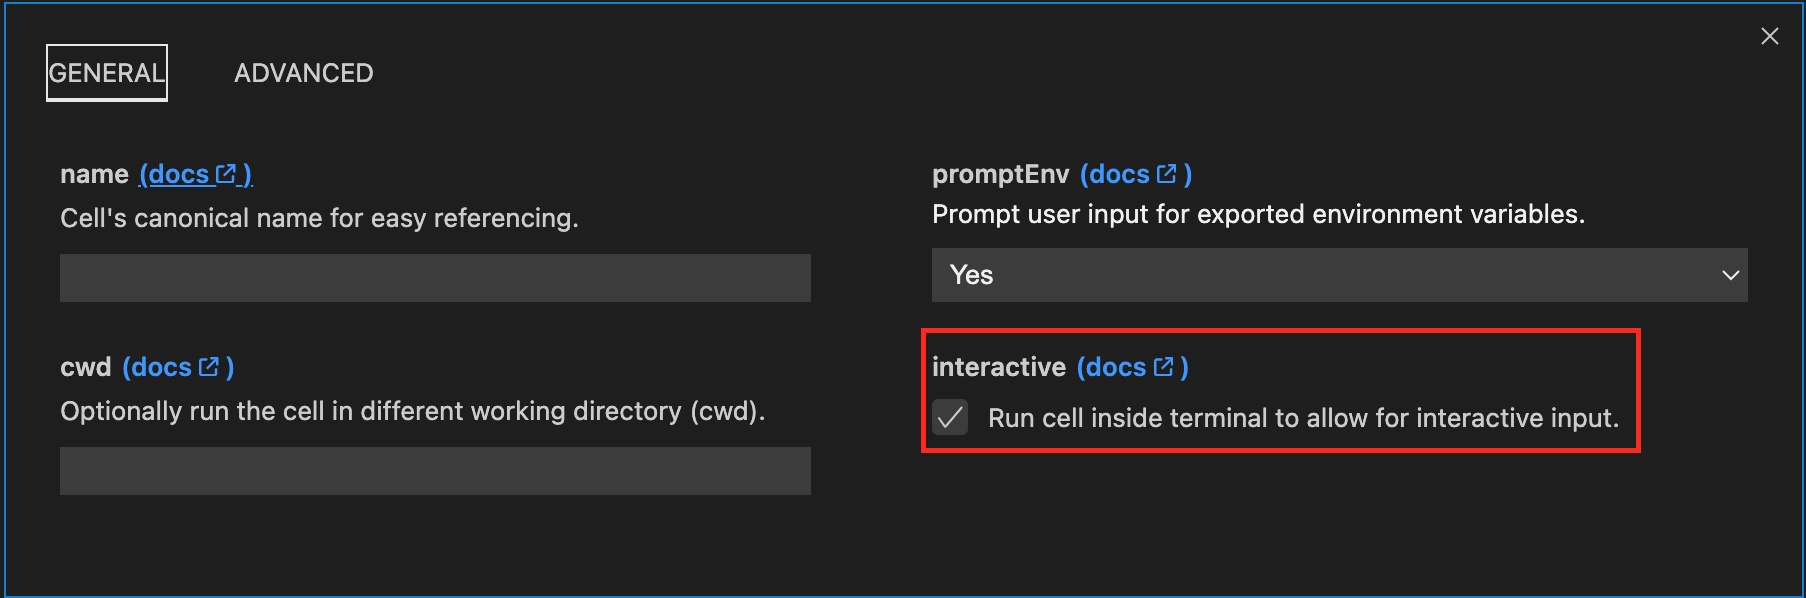 GENERAL ADVANCED
name (docs )
Cell's canonical name for easy referencing.
cwd (docs )
Optionally run the cell in different working directory (cwd).
promptEnv (docs )
Prompt user input for exported environment variables.
Yes
interactive (docs )
Run cell inside terminal to allow for interactive input.